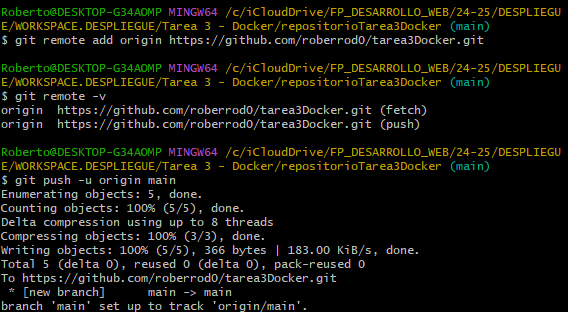 Roberto@DESKTOP-G34AOMP MINGW64 /c/iCloudDrive/FP_DESARROLLO_WEB/24-25/DESPLIEGU
E/WORKSPACE.DESPLIEGUE/Tarea 3 - Docker/repositorioTarea3Docker (main)
$ git remote add origin https://github.com/roberrod0/tarea3Docker.git
Roberto@DESKTOP-G34AOMP MINGW64 /c/iCloudDrive/FP_DESARROLLO_WEB/24-25/DESPLIEGU
E/WORKSPACE.DESPLIEGUE/Tarea 3 - Docker/repositorioTarea3Docker (main)
$ git remote -v
origin  https://github.com/roberrod0/tarea3Docker.git (fetch)
origin  https://github.com/roberrod0/tarea3Docker.git (push)
Roberto@DESKTOP-G34AOMP MINGW64 /c/iCloudDrive/FP_DESARROLLO_WEB/24-25/DESPLIEGU
E/WORKSPACE.DESPLIEGUE/Tarea 3 - Docker/repositorioTarea3Docker (main)
$ git push -u origin main
Enumerating objects: 5, done.
Counting objects: 100% (5/5), done.
Delta compression using up to 8 threads
Compressing objects: 100% (3/3), done.
Writing objects: 100% (5/5), 366 bytes | 183.00 KiB/s, done.
Total 5 (delta 0), reused 0 (delta 0), pack-reused 0
To https://github.com/roberrod0/tarea3Docker.git
 * [new branch]      main -> main
branch 'main' set up to track 'origin/main'.